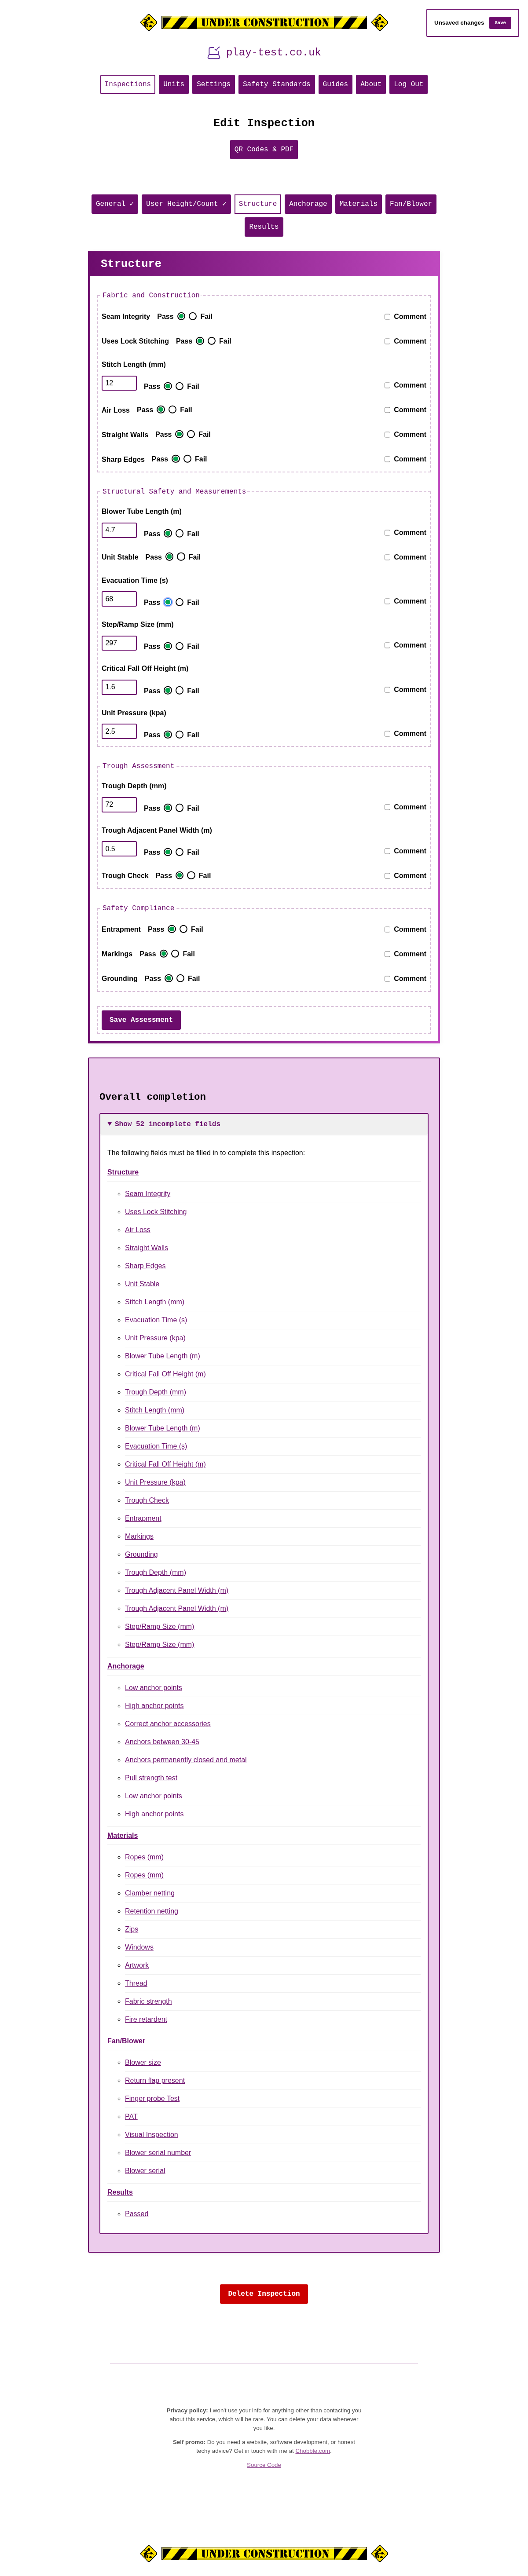 UNDER CONSTRUCTION
Unsaved changes Save
play-test.co.uk
Inspections Units Settings Safety Standards Guides About Log Out
Edit Inspection
QR Codes & PDF
General ✓ User Height/Count ✓ Structure Anchorage Materials Fan/Blower
Results
Structure
Fabric and Construction
Seam Integrity Pass Fail Comment
Uses Lock Stitching Pass Fail Comment
Stitch Length (mm)
12 Pass Fail Comment
Air Loss Pass Fail Comment
Straight Walls Pass Fail Comment
Sharp Edges Pass Fail Comment
Structural Safety and Measurements
Blower Tube Length (m)
4.7 Pass Fail Comment
Unit Stable Pass Fail Comment
Evacuation Time (s)
68 Pass Fail Comment
Step/Ramp Size (mm)
297 Pass Fail Comment
Critical Fall Off Height (m)
1.6 Pass Fail Comment
Unit Pressure (kpa)
2.5 Pass Fail Comment
Trough Assessment
Trough Depth (mm)
72 Pass Fail Comment
Trough Adjacent Panel Width (m)
0.5 Pass Fail Comment
Trough Check Pass Fail Comment
Safety Compliance
Entrapment Pass Fail Comment
Markings Pass Fail Comment
Grounding Pass Fail Comment
Save Assessment
Overall completion
▼ Show 52 incomplete fields
The following fields must be filled in to complete this inspection:
Structure
Seam Integrity
Uses Lock Stitching
Air Loss
Straight Walls
Sharp Edges
Unit Stable
Stitch Length (mm)
Evacuation Time (s)
Unit Pressure (kpa)
Blower Tube Length (m)
Critical Fall Off Height (m)
Trough Depth (mm)
Stitch Length (mm)
Blower Tube Length (m)
Evacuation Time (s)
Critical Fall Off Height (m)
Unit Pressure (kpa)
Trough Check
Entrapment
Markings
Grounding
Trough Depth (mm)
Trough Adjacent Panel Width (m)
Trough Adjacent Panel Width (m)
Step/Ramp Size (mm)
Step/Ramp Size (mm)
Anchorage
Low anchor points
High anchor points
Correct anchor accessories
Anchors between 30-45
Anchors permanently closed and metal
Pull strength test
Low anchor points
High anchor points
Materials
Ropes (mm)
Ropes (mm)
Clamber netting
Retention netting
Zips
Windows
Artwork
Thread
Fabric strength
Fire retardent
Fan/Blower
Blower size
Return flap present
Finger probe Test
PAT
Visual Inspection
Blower serial number
Blower serial
Results
Passed
Delete Inspection
Privacy policy: I won't use your info for anything other than contacting you
about this service, which will be rare. You can delete your data whenever
you like.
Self promo: Do you need a website, software development, or honest
techy advice? Get in touch with me at Chobble.com.
Source Code
UNDER CONSTRUCTION